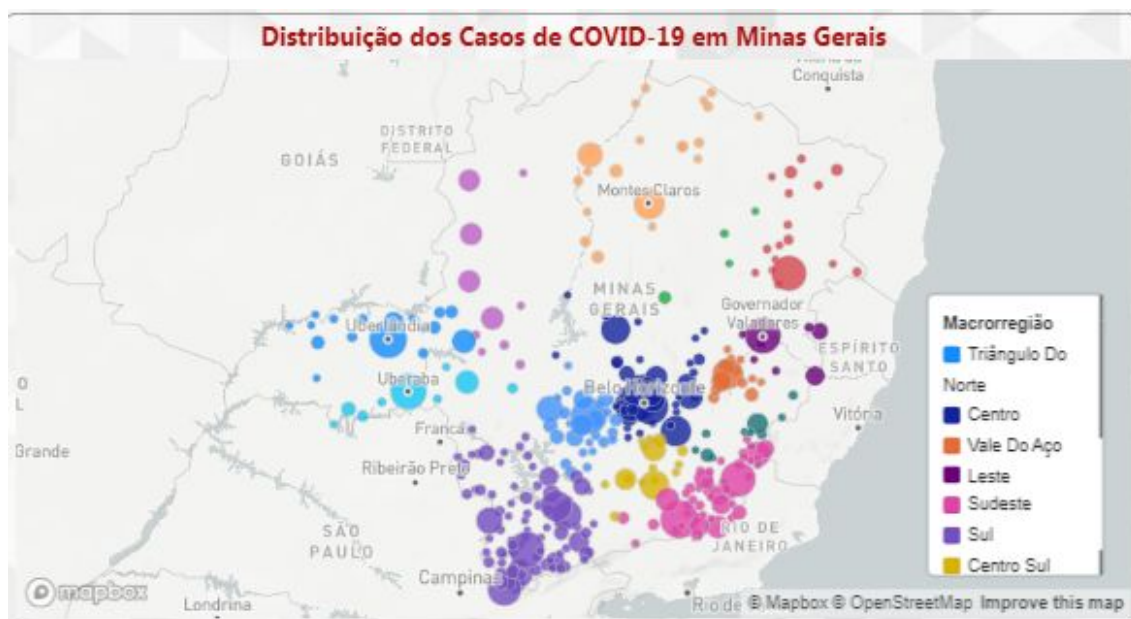 Distribuição dos Casos de COVID-19 em Minas Gerais
Conquista
DISTRITO
FEDERAL
GOIÁS
Montes Claros
MINAS
GERAIS
Governador
Valadares
Uberlândia
ESPÍRITO
SANTO
Uberaba
Belo Horizonte
Vitória
Franca
Grande
Ribeirão Preto
SÃO
PAULO
RIO DE
JANEIRO
Campinas
Londrina
Rio de
Macrorregião
Triângulo Do
Norte
Centro
Vale Do Aço
Leste
Sudeste
Sul
Centro Sul
mapbox
© Mapbox © OpenStreetMap Improve this map